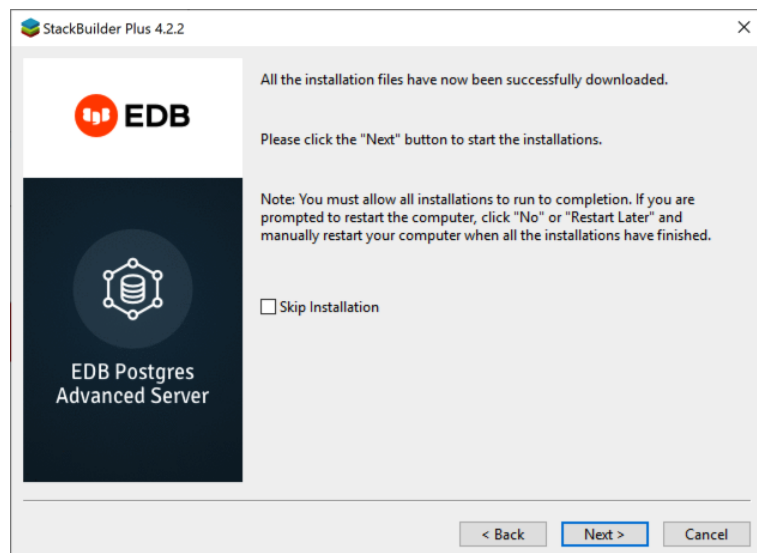 StackBuilder Plus 4.2.2
EDB
EDB Postgres
Advanced Server
All the installation files have now been successfully downloaded.
Please click the "Next" button to start the installations.
Note: You must allow all installations to run to completion. If you are
prompted to restart the computer, click "No" or "Restart Later" and
manually restart your computer when all the installations have finished.
Skip Installation
< Back
Next >
Cancel